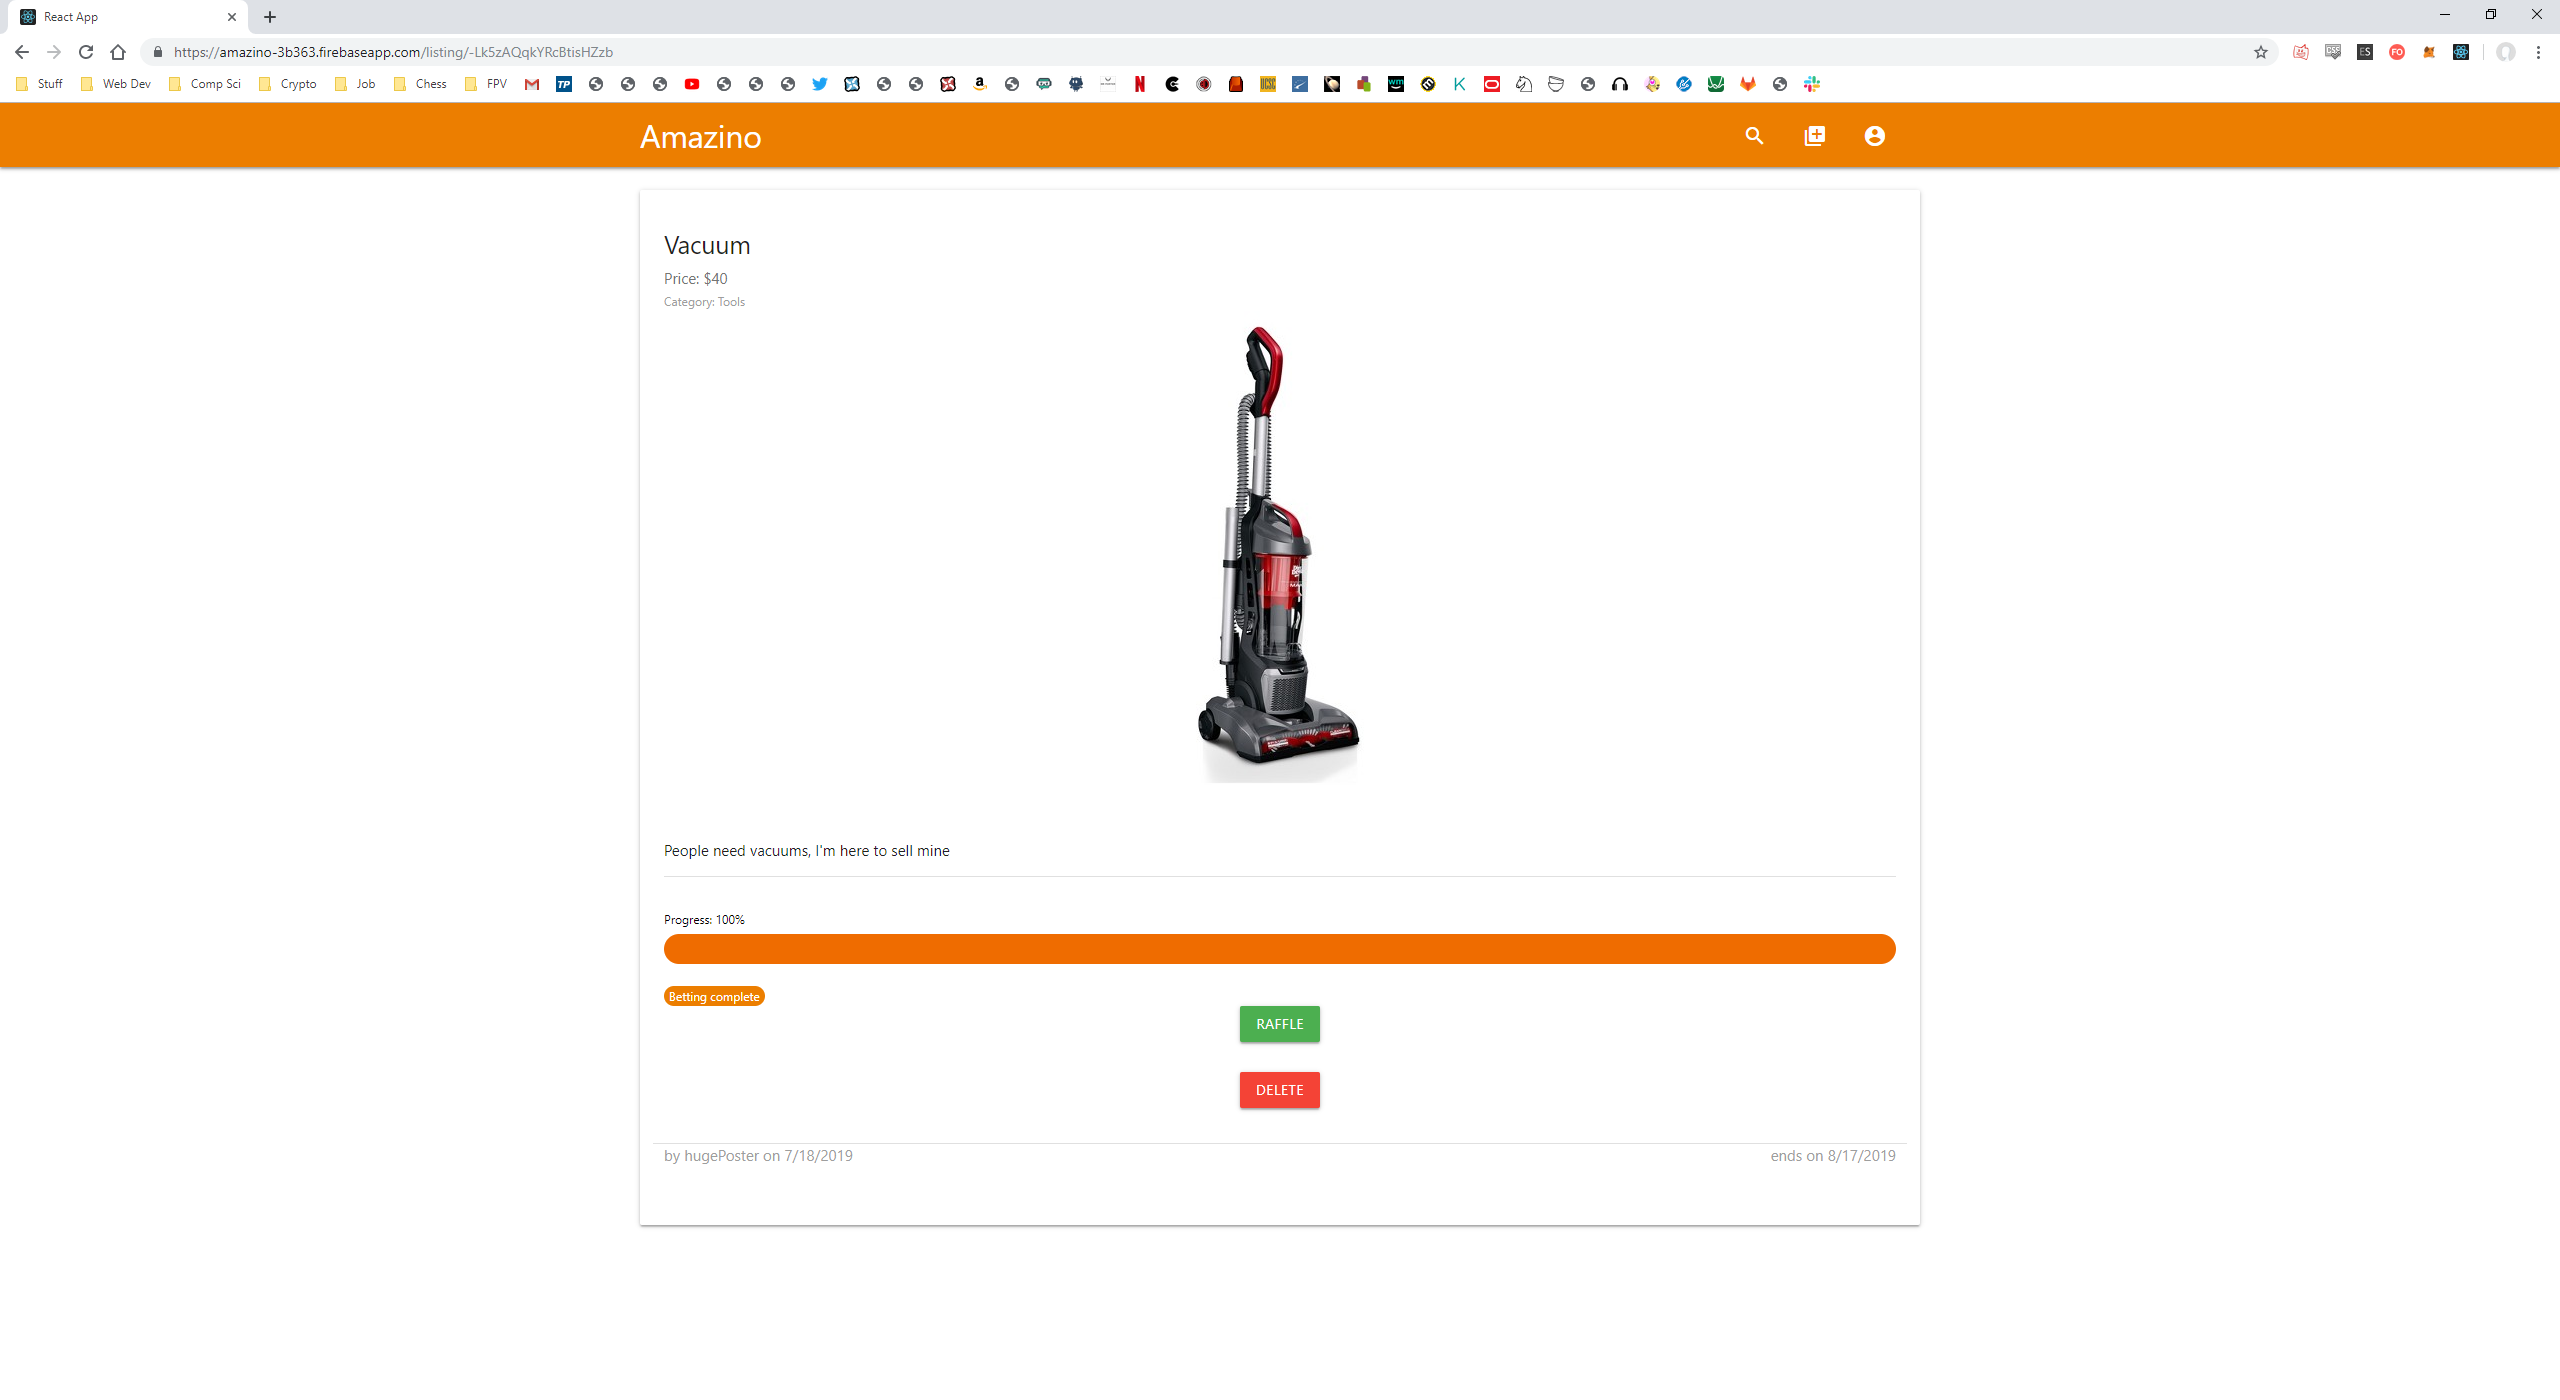 React App
https://amazino-3b363.firebaseapp.com/listing/-Lk5zAQqkYRcBtisHZzb
Stuff Web Dev Comp Sci Crypto Job Chess FPV
Amazino
Vacuum
Price: $40
Category: Tools
People need vacuums, I'm here to sell mine
Progress: 100%
Betting complete
RAFFLE
DELETE
by hugePoster on 7/18/2019 ends on 8/17/2019